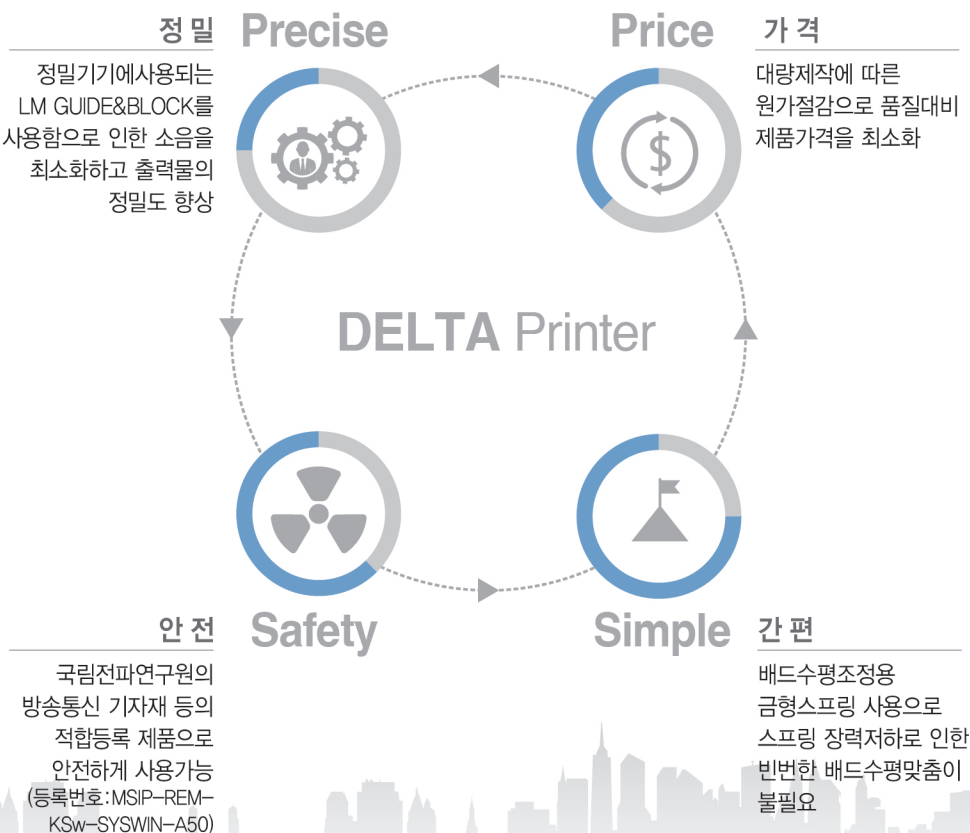 정밀 Precise
정밀기기에사용되는
LM GUIDE&BLOCK를
사용함으로 인한 소음을
최소화하고 출력물의
정밀도 향상
Price 가격
대량제작에 따른
원가절감으로 품질대비
제품가격을 최소화
$
DELTA Printer
안전 Safety
국립전파연구원의
방송통신 기자재 등의
적합등록 제품으로
안전하게 사용가능
(등록번호:MSIP-REM-
KSw-SYSWIN-A50)
Simple 간편
배드수평조정용
금형스프링 사용으로
스프링 장력저하로 인한
빈번한 배드수평맞춤이
불필요